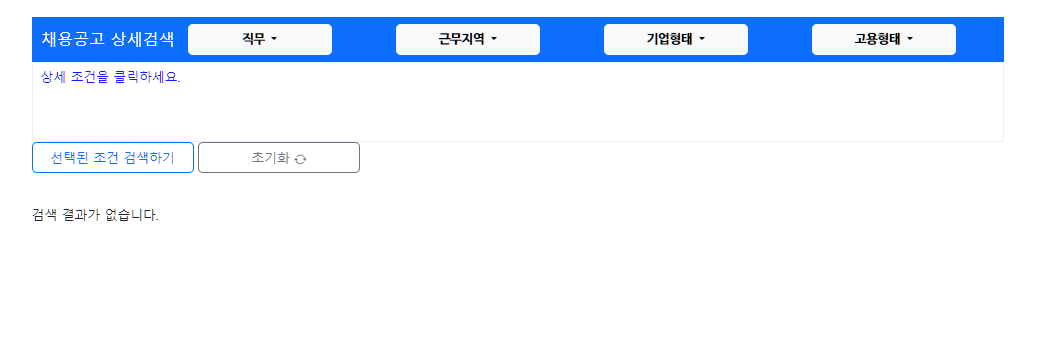 채용공고 상세검색 직무 근무지역 기업형태 고용형태
상세 조건을 클릭하세요.
선택된 조건 검색하기 초기화
검색 결과가 없습니다.